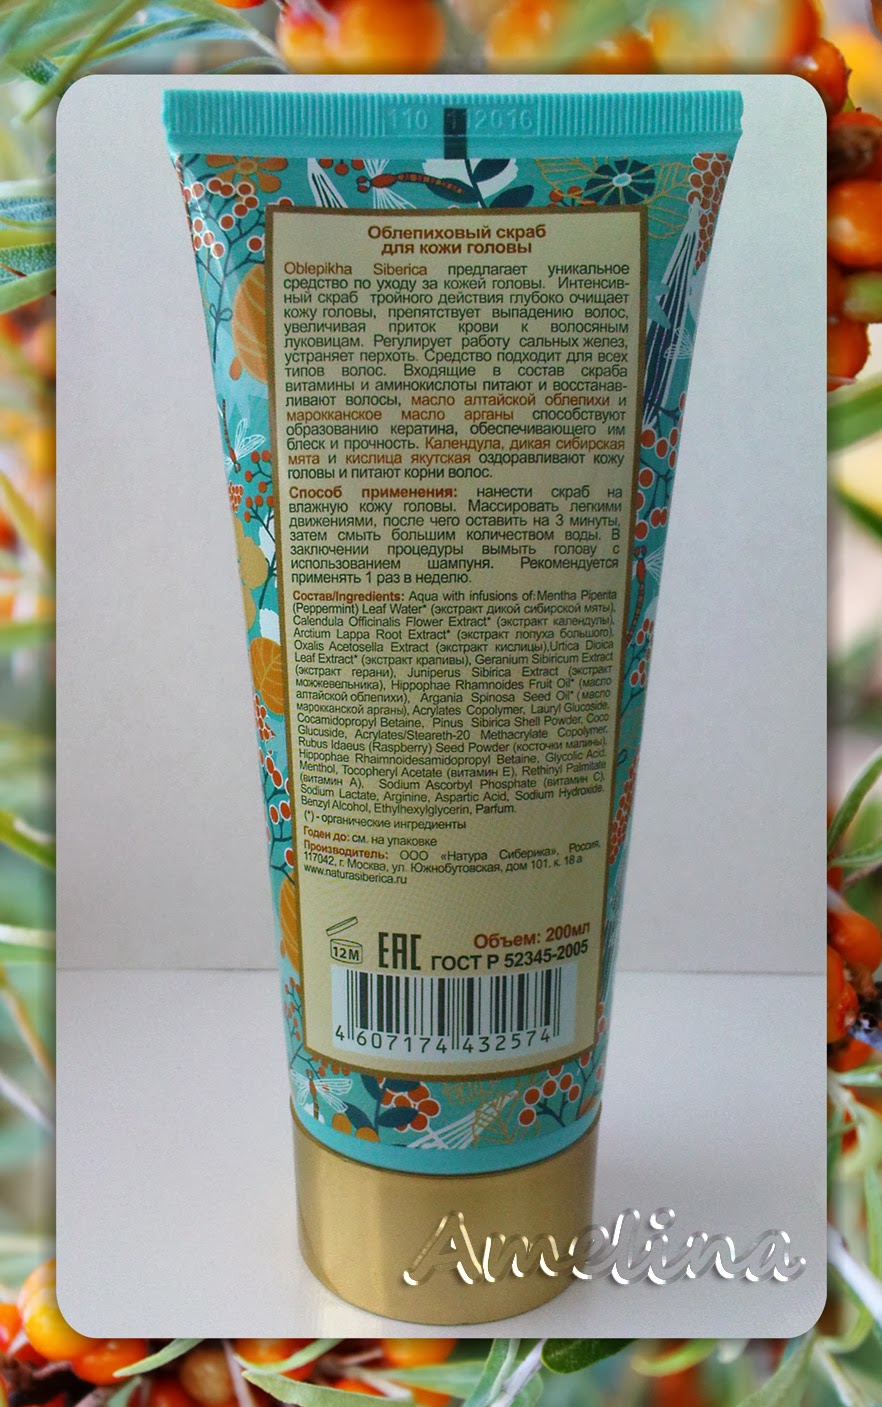 110 1 2016
Облепиховый скраб
для кожи головы
Oblepikha Siberica предлагает уникальное
средство по уходу за кожей головы. Интенсив-
ный скраб тройного действия глубоко очищает
кожу головы, препятствует выпадению волос,
увеличивая приток крови к волосяным
луковицам. Регулирует работу сальных желез,
устраняет перхоть. Средство подходит для всех
типов волос. Входящие в состав скраба
витамины и аминокислоты питают и восстанав-
ливают волосы, масло алтайской облепихи и
марокканское масло арганы способствуют
образованию кератина, обеспечивающего им
блеск и прочность. Календула, дикая сибирская
мята и кислица якутская оздоравливают кожу
головы и питают корни волос.
Способ применения: нанести скраб на
влажную кожу головы. Массировать легкими
движениями, после чего оставить на 3 минуты,
затем смыть большим количеством воды. В
заключении процедуры вымыть голову с
использованием шампуня. Рекомендуется
применять 1 раз в неделю.
Состав/Ingredients: Aqua with infusions of: Mentha Pipenta
(Peppermint) Leaf Water* (экстракт дикой сибирской мяты),
Calendula Officinalis Flower Extract* (экстракт календулы),
Arctium Lappa Root Extract* (экстракт лопуха большого),
Oxalis Acetosella Extract (экстракт кислицы),Urtica Dioica
Leaf Extract* (экстракт крапивы), Geranium Sibiricum Extract
(экстракт герани), Juniperus Sibirica Extract (экстракт
можжевельника), Hippophae Rhamnoides Fruit Oil* (масло
алтайской облепихи), Argania Spinosa Seed Oil* (масло
марокканской арганы), Acrylates Copolymer, Lauryl Glucoside,
Cocamidopropyl Betaine, Pinus Sibirica Shell Powder, Coco
Glucuside, Acrylates/Steareth-20 Methacrylate Copolymer,
Rubus Idaeus (Raspberry) Seed Powder (косточки малины),
Hippophae Rhaimnoidesamidopropyl Betaine, Glycolic Acid,
Menthol, Tocopheryl Acetate (витамин Е), Rethinyl Palmitate
(витамин А), Sodium Ascorbyl Phosphate (витамин С),
Sodium Lactate, Arginine, Aspartic Acid, Sodium Hydroxide,
Benzyl Alcohol, Ethylhexylglycerin, Parfum.
(*) - органические ингредиенты
Годен до: см. на упаковке
Производитель: ООО «Натура Сиберика», Россия,
117042, г. Москва, ул. Южнобутовская, дом 101. к. 18 а
www.naturasiberica.ru
Объем: 200мл
12M EAC ГОСТ Р 52345-2005
4 607174 432574
Amelina